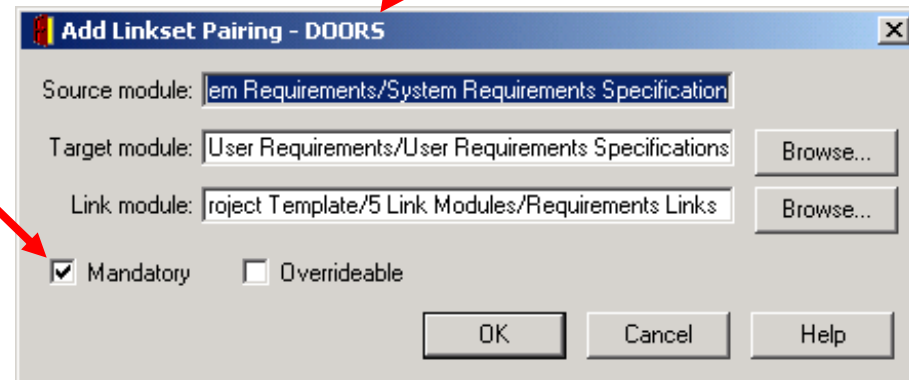 Add Linkset Pairing - DOORS
Source module: em Requirements/System Requirements Specification
Target module: User Requirements/User Requirements Specifications Browse...
Link module: roject Template/5 Link Modules/Requirements Links Browse...
Mandatory Overrideable
OK Cancel Help